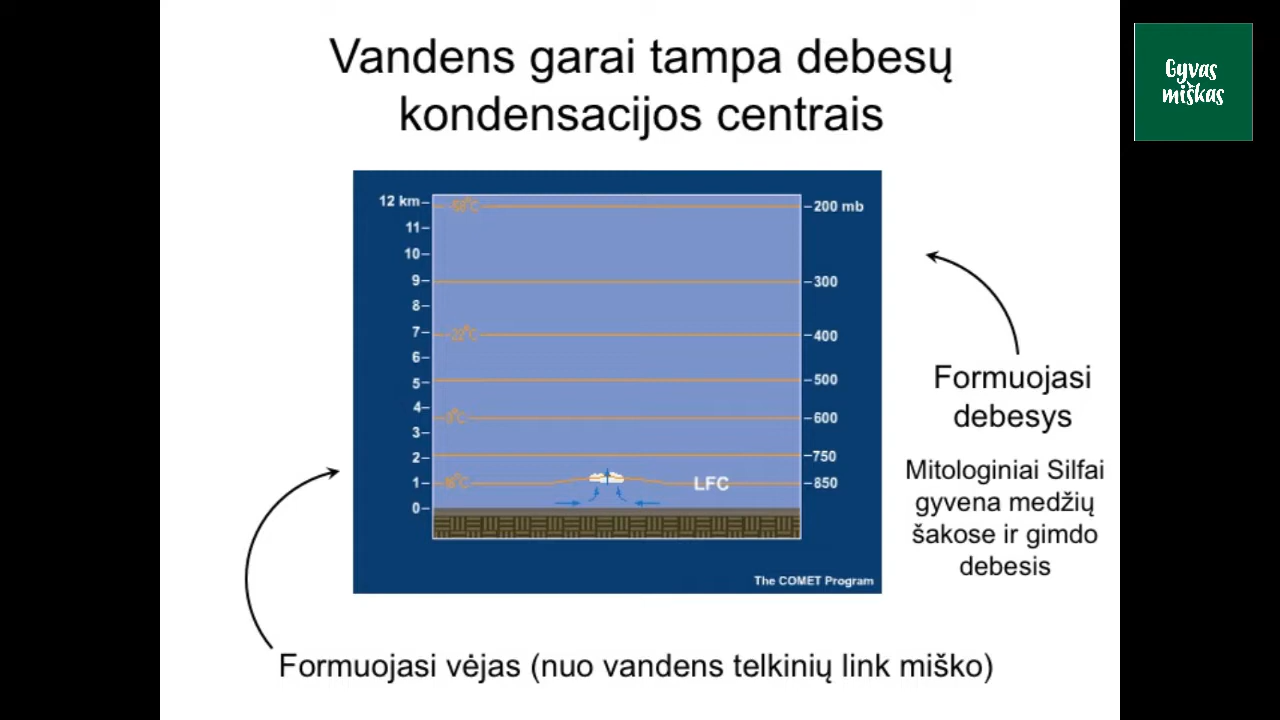 Vandens garai tampa debesų
kondensacijos centrais
Gyvas
miškas
12 km
11
10
9
8
7
6
5
4
3
2
1
0
200 mb
300
400
500
600
750
850
LFC
The COMET Program
Formuojasi
debesys
Mitologiniai Silfai
gyvena medžių
šakose ir gimdo
debesis
Formuojasi vėjas (nuo vandens telkinių link miško)